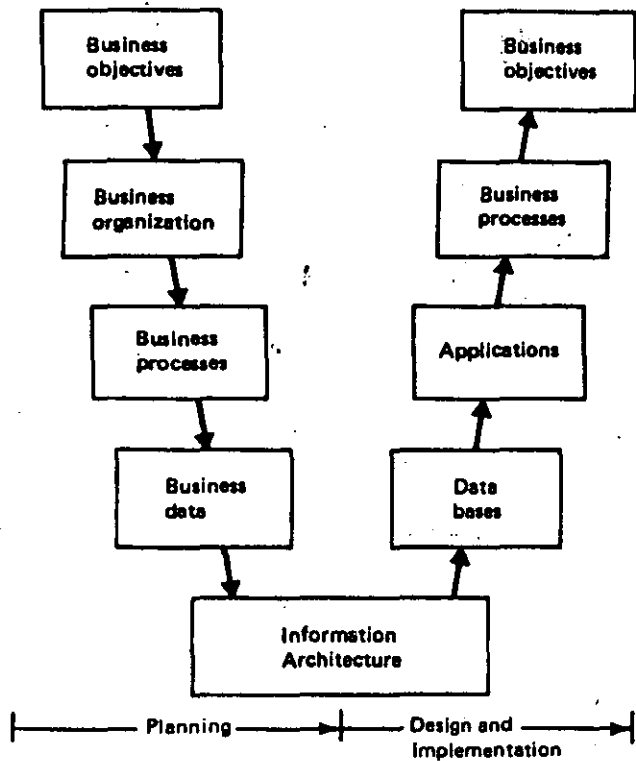 Business
objectives
Business
organization
Business
processes
Business
data
Information
Architecture
Data
bases
Applications
Business
processes
Business
objectives
Planning
Design and
implementation